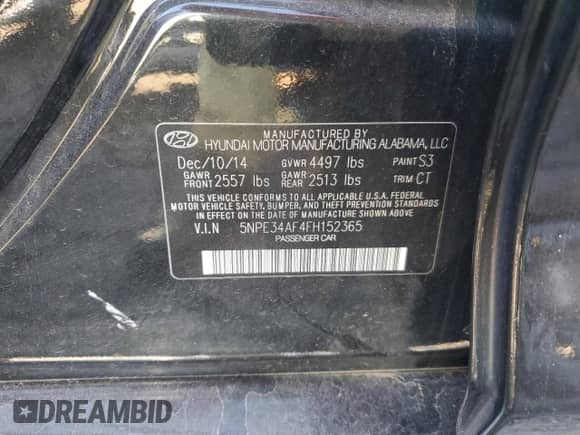 MANUFACTURED BY
HYUNDAI MOTOR MANUFACTURING ALABAMA, LLC
Dec/10/14 GVWR 4497 lbs PAINT S3
GAWR FRONT 2557 lbs GAWR REAR 2513 lbs TRIM CT
THIS VEHICLE CONFORMS TO ALL APPLICABLE U.S.A. FEDERAL
MOTOR VEHICLE SAFETY, BUMPER, AND THEFT PREVENTION STANDARDS
IN EFFECT ON THE DATE OF MANUFACTURE SHOWN ABOVE.
V.I.N 5NPE34AF4FH152365
PASSENGER CAR
DREAMBID